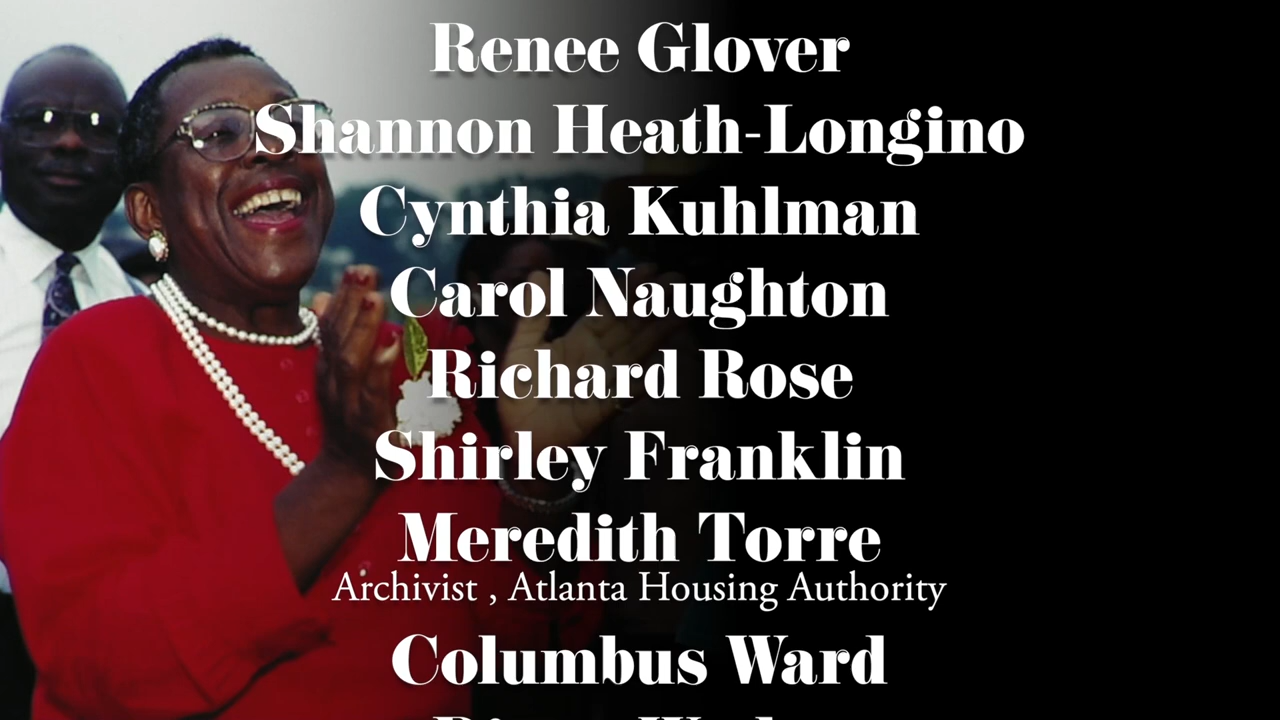 Renee Glover
Shannon Heath-Longino
Cynthia Kuhlman
Carol Naughton
Richard Rose
Shirley Franklin
Meredith Torre
Archivist , Atlanta Housing Authority
Columbus Ward